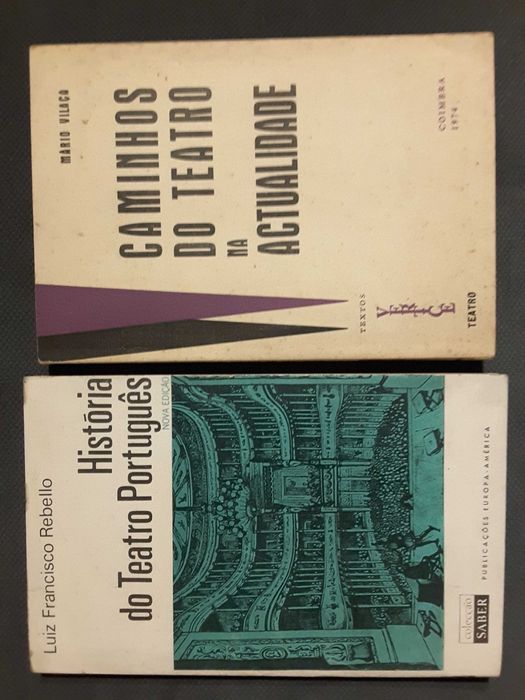 MÁRIO VILAÇA
CAMINHOS
DO TEATRO
NA
ACTUALIDADE
COIMBRA
1974
TEXTOS
VÉRTICE
TEATRO
Luiz Francisco Rebello
História
do Teatro Português
NOVA EDIÇÃO
colecção
SABER
PUBLICAÇÕES EUROPA-AMÉRICA